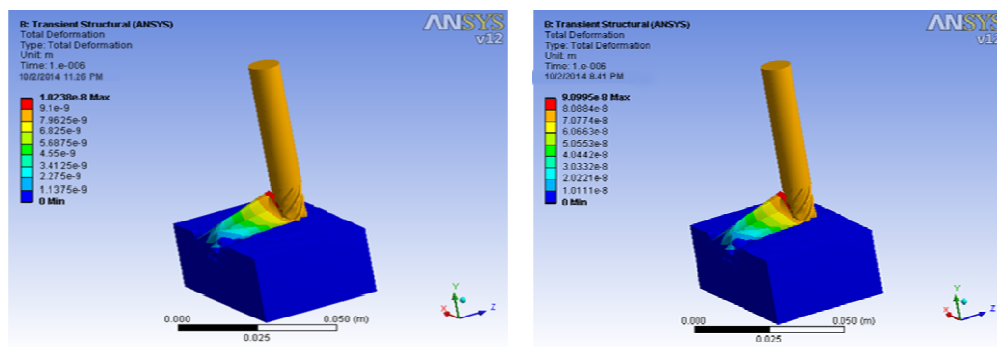 B: Transient Structural (ANSYS)
Total Deformation
Type: Total Deformation
Unit: m
Time: 1.e-006
10/2/2014 11:26 PM
1.0238e-8 Max
9.1e-9
7.9625e-9
6.825e-9
5.6875e-9
4.55e-9
3.4125e-9
2.275e-9
1.1375e-9
0 Min
ANSYS
v12
0.000
0.050 (m)
0.025
X
Y
Z
B: Transient Structural (ANSYS)
Total Deformation
Type: Total Deformation
Unit: m
Time: 1.e-006
10/2/2014 8:41 PM
9.0995e-8 Max
8.0884e-8
7.0774e-8
6.0663e-8
5.0553e-8
4.0442e-8
3.0332e-8
2.0221e-8
1.0111e-8
0 Min
ANSYS
v12
0.000
0.050 (m)
0.025
X
Y
Z